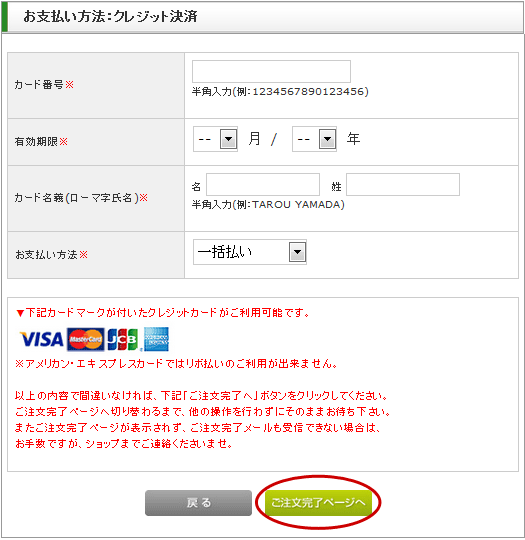 お支払い方法：クレジット決済
カード番号※
半角入力(例：1234567890123456)
有効期限※
-- 月 / -- 年
カード名義(ローマ字氏名)※
名 姓
半角入力(例：TAROU YAMADA)
お支払い方法※
一括払い
▼下記カードマークが付いたクレジットカードがご利用可能です。
VISA MasterCard JCB
※アメリカン・エキスプレスカードではリボ払いのご利用が出来ません。
以上の内容で間違いなければ、下記「ご注文完了へ」ボタンをクリックしてください。
ご注文完了ページへ切り替わるまで、他の操作を行わずにそのままお待ち下さい。
またご注文完了ページが表示されず、ご注文完了メールも受信できない場合は、
お手数ですが、ショップまでご連絡くださいませ。
戻る ご注文完了ページへ